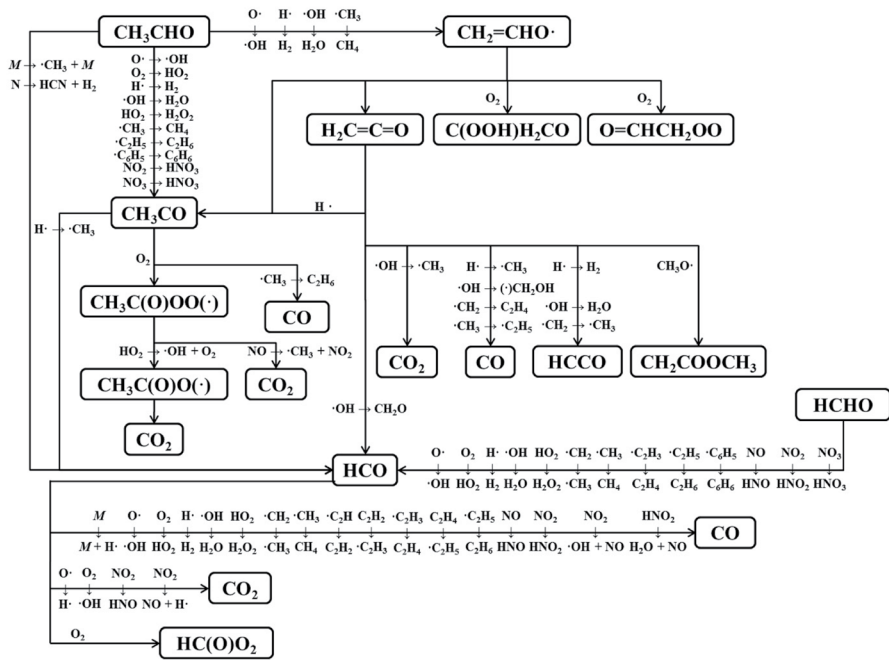 O· H· ·OH ·CH₃
CH₃CHO
CH₂=CHO·
↓ ↓ ↓ ↓
·OH H₂ H₂O CH₄
M → ·CH₃ + M
N → HCN + H₂
O· → ·OH
O₂ → HO₂
H· → H₂
·OH → H₂O
HO₂ → H₂O₂
·CH₃ → CH₄
·C₂H₅ → C₂H₆
·C₆H₅ → C₆H₆
NO₂ → HNO₃
NO₃ → HNO₃
O₂
O₂
H₂C=C=O
C(OOH)H₂CO
O=CHCH₂OO
CH₃CO
H·
H· → ·CH₃
O₂
·CH₃ → C₂H₆
CH₃C(O)OO(·)
CO
HO₂ → ·OH + O₂
NO → ·CH₃ + NO₂
CH₃C(O)O(·)
CO₂
CO₂
·OH → ·CH₃
H· → ·CH₃
·OH → (·)CH₂OH
·CH₂ → C₂H₄
·CH₃ → ·C₂H₅
H· → H₂
·OH → H₂O
·CH₂ → ·CH₃
CH₃O·
CO₂
CO
HCCO
CH₂COOCH₃
·OH → CH₂O
HCHO
O· O₂ H· ·OH HO₂ ·CH₂ ·CH₃ ·C₂H₃ ·C₂H₅ ·C₆H₅ NO NO₂ NO₃
HCO
↓ ↓ ↓ ↓ ↓ ↓ ↓ ↓ ↓ ↓ ↓ ↓ ↓
·OH HO₂ H₂ H₂O H₂O₂ ·CH₃ CH₄ C₂H₄ C₂H₆ C₆H₆ HNO HNO₂ HNO₃
M O· O₂ H· ·OH HO₂ ·CH₂ ·CH₃ ·C₂H C₂H₂ ·C₂H₃ C₂H₄ ·C₂H₅ NO NO₂ NO₂ HNO₂
↓ ↓ ↓ ↓ ↓ ↓ ↓ ↓ ↓ ↓ ↓ ↓ ↓ ↓ ↓ ↓ ↓
M + H· ·OH HO₂ H₂ H₂O H₂O₂ ·CH₃ CH₄ C₂H₂ ·C₂H₃ C₂H₄ ·C₂H₅ C₂H₆ HNO HNO₂ ·OH + NO H₂O + NO
CO
O· O₂ NO₂ NO₂
↓ ↓ ↓ ↓
H· ·OH HNO NO + H·
CO₂
O₂
HC(O)O₂